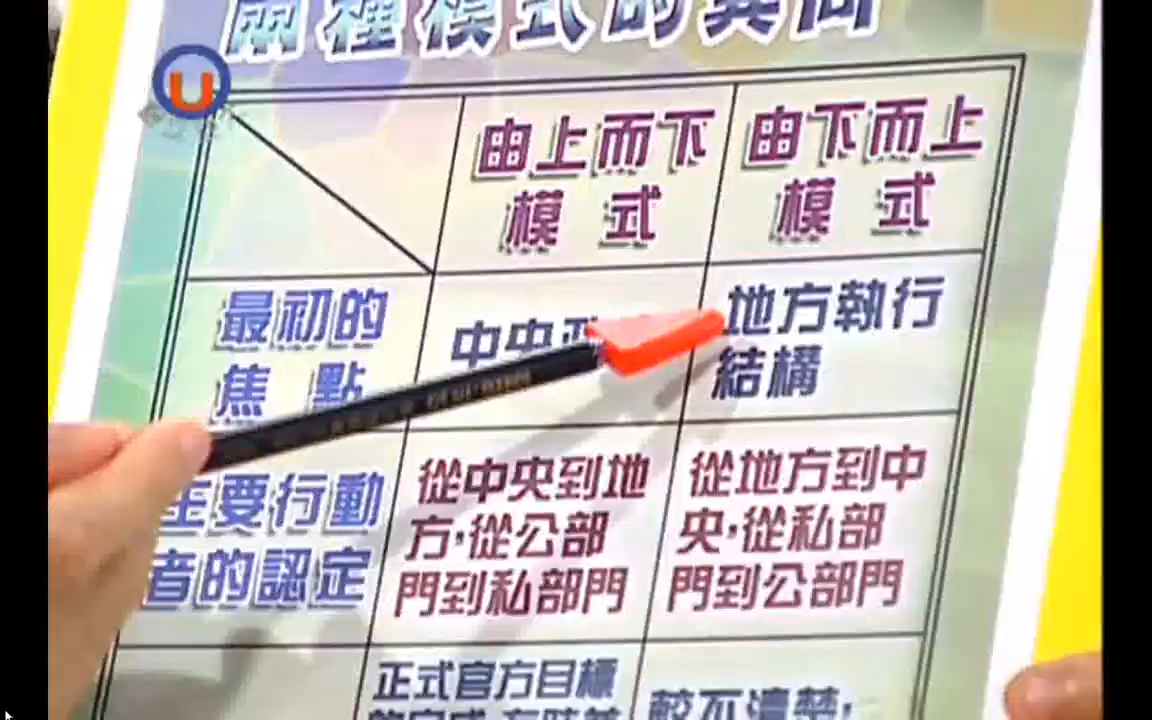 兩種模式的異同
U
由上而下
模 式
由下而上
模 式
最初的
焦 點
中央
地方執行
結構
主要行動
者的認定
從中央到地
方,從公部
門到私部門
從地方到中
央,從私部
門到公部門
正式官方目標
較不清楚,